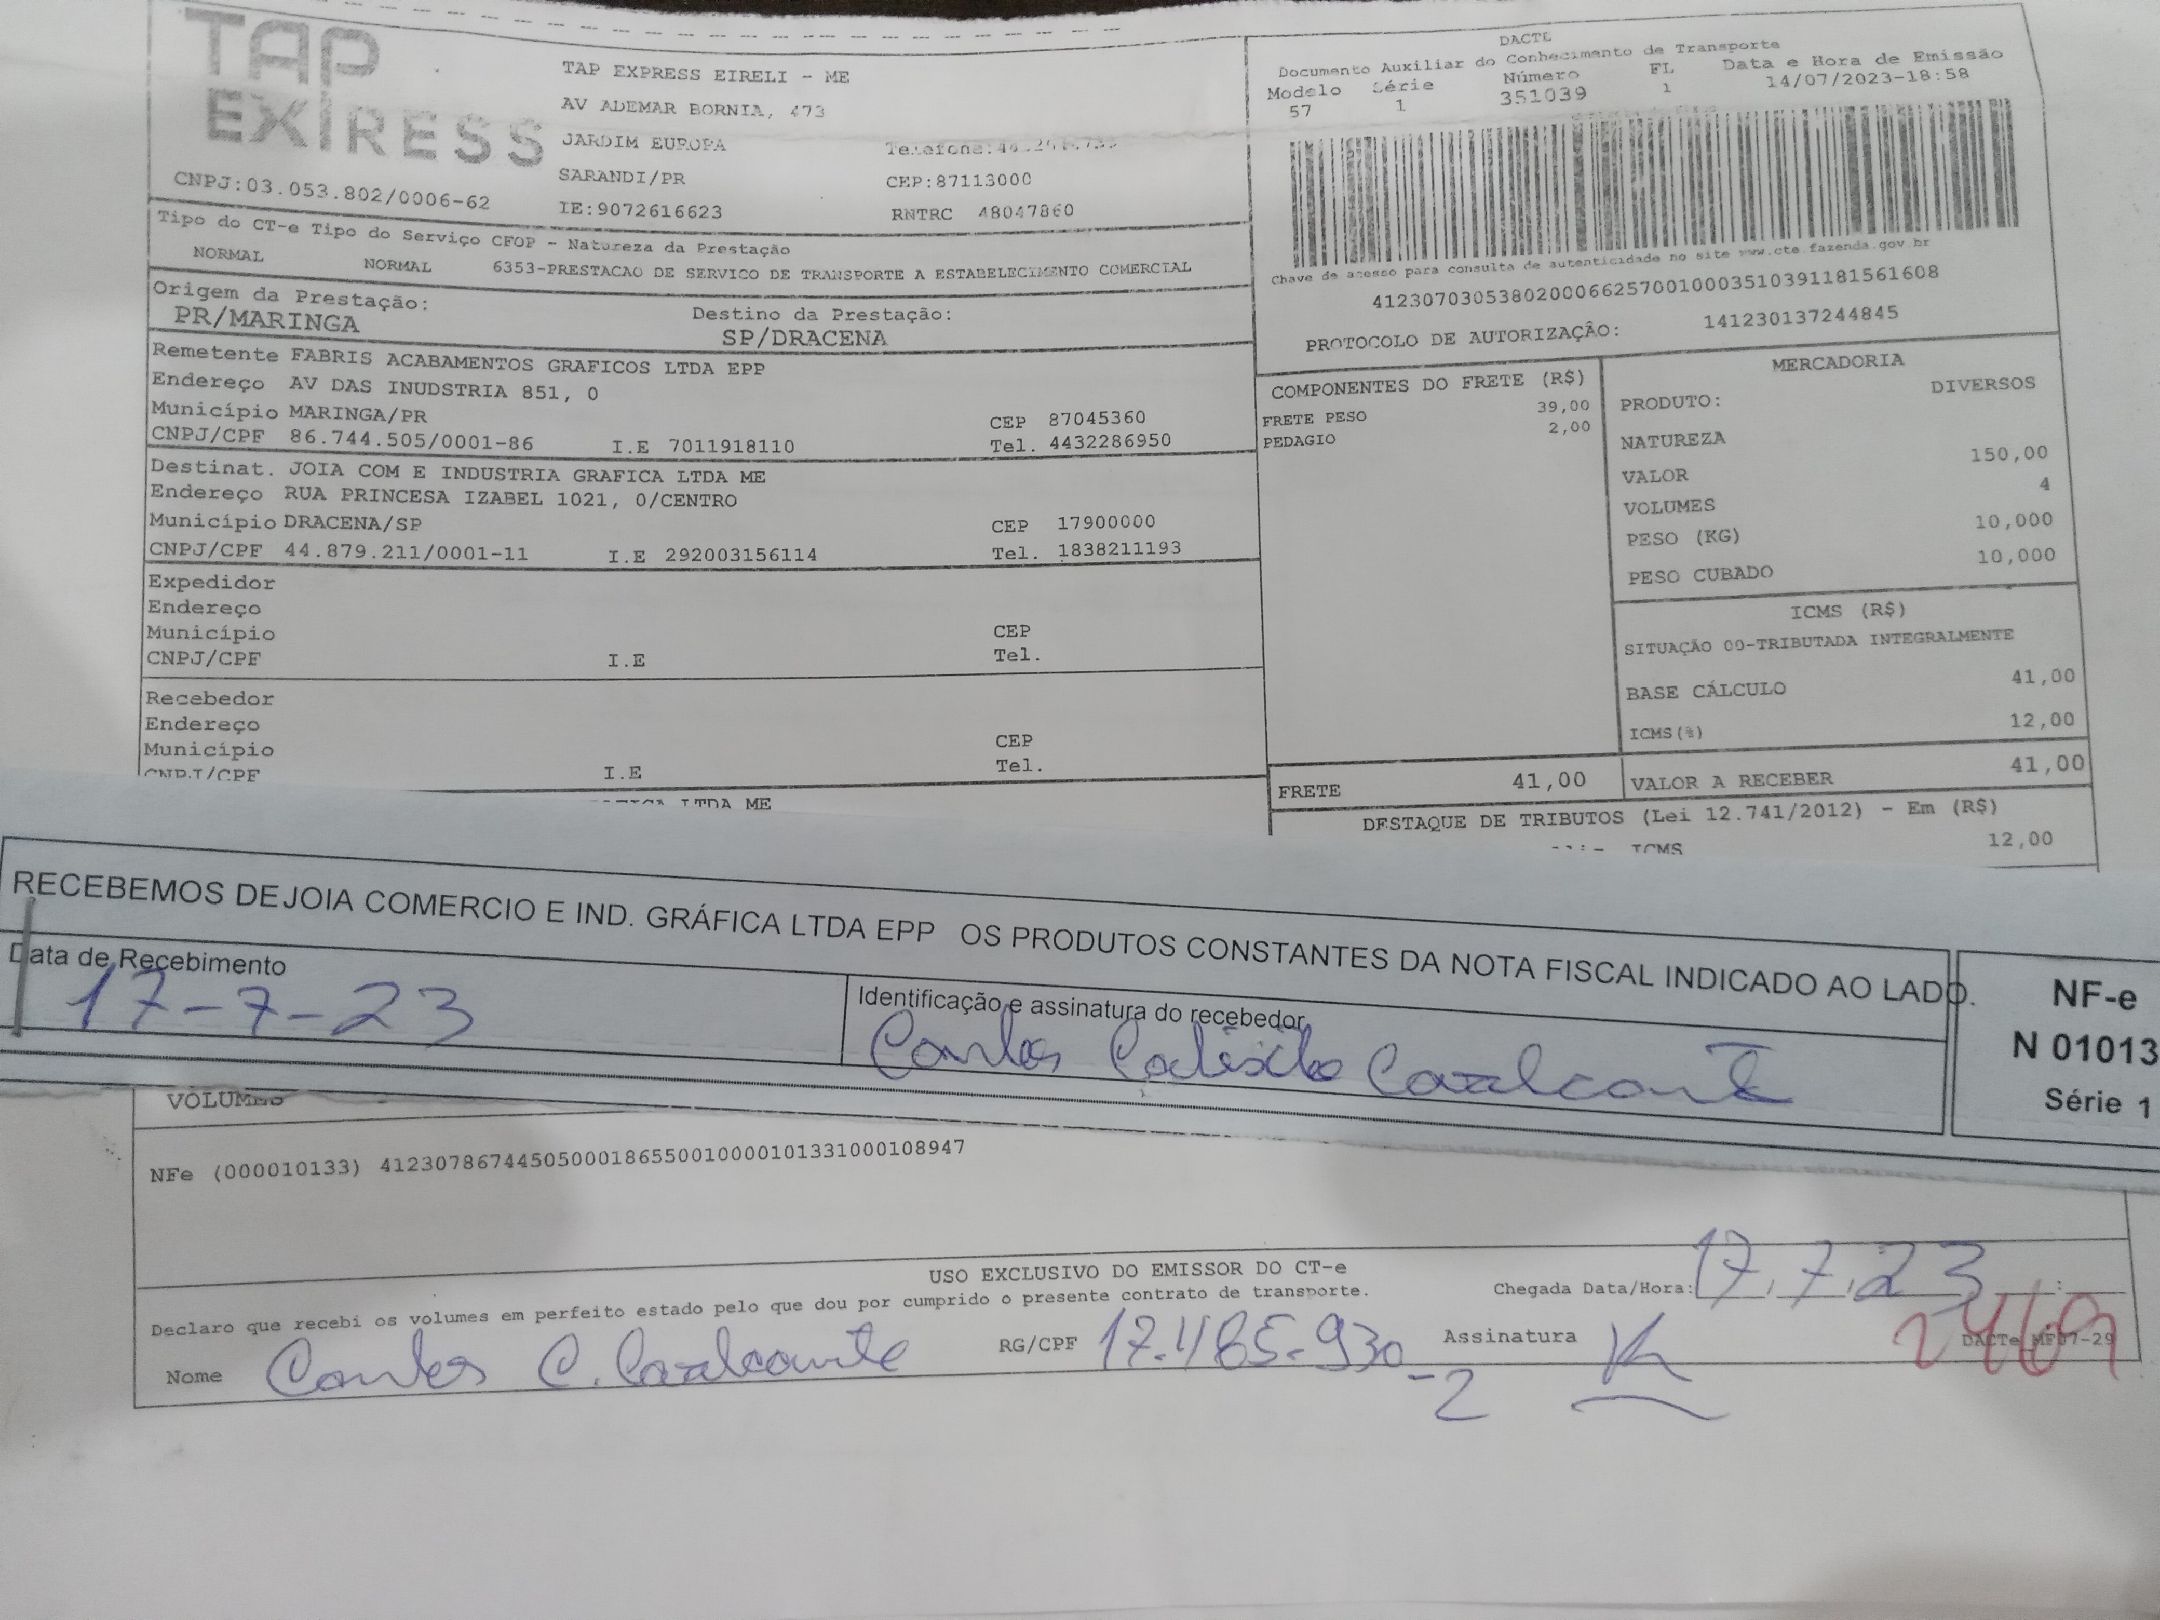 TAP
EXPRESS
TAP EXPRESS EIRELI - ME
AV ADEMAR BORNIA, 473
JARDIM EUROPA
SARANDI/PR CEP:87113000
CNPJ:03.053.802/0006-62 IE:9072616623 RNTRC 48047860
DACTE
Documento Auxiliar do Conhecimento de Transporte
Modelo Série Número FL Data e Hora de Emissão
57 1 351039 1 14/07/2023-18:58
Chave de acesso para consulta de autenticidade no site www.cte.fazenda.gov.br
41230703053802000662570010003510391181561608
PROTOCOLO DE AUTORIZAÇÃO: 141230137244845
Tipo do CT-e Tipo do Serviço CFOP - Natureza da Prestação
NORMAL NORMAL 6353-PRESTACAO DE SERVICO DE TRANSPORTE A ESTABELECIMENTO COMERCIAL
Origem da Prestação: Destino da Prestação:
PR/MARINGA SP/DRACENA
Remetente FABRIS ACABAMENTOS GRAFICOS LTDA EPP
Endereço AV DAS INUDSTRIA 851, 0
Município MARINGA/PR CEP 87045360
CNPJ/CPF 86.744.505/0001-86 I.E 7011918110 Tel. 4432286950
Destinat. JOIA COM E INDUSTRIA GRAFICA LTDA ME
Endereço RUA PRINCESA IZABEL 1021, 0/CENTRO
Município DRACENA/SP CEP 17900000
CNPJ/CPF 44.879.211/0001-11 I.E 292003156114 Tel. 1838211193
Expedidor
Endereço
Município CEP
CNPJ/CPF I.E Tel.
Recebedor
Endereço
Município CEP
CNPJ/CPF I.E Tel.
LTDA ME
COMPONENTES DO FRETE (R$)
FRETE PESO 39,00
PEDAGIO 2,00
MERCADORIA
PRODUTO: DIVERSOS
NATUREZA
VALOR 150,00
VOLUMES 4
PESO (KG) 10,000
PESO CUBADO 10,000
ICMS (R$)
SITUAÇÃO 00-TRIBUTADA INTEGRALMENTE
BASE CÁLCULO 41,00
ICMS(%) 12,00
FRETE 41,00 VALOR A RECEBER 41,00
DESTAQUE DE TRIBUTOS (Lei 12.741/2012) - Em (R$)
ICMS 12,00
RECEBEMOS DEJOIA COMERCIO E IND. GRÁFICA LTDA EPP OS PRODUTOS CONSTANTES DA NOTA FISCAL INDICADO AO LADO.
Data de Recebimento
17-7-23
Identificação e assinatura do recebedor
Carlos Calixto Cavalcante
NF-e
N 01013
Série 1
VOLUMES
NFe (000010133) 41230786744505000186550010000101331000108947
USO EXCLUSIVO DO EMISSOR DO CT-e
Declaro que recebi os volumes em perfeito estado pelo que dou por cumprido o presente contrato de transporte. Chegada Data/Hora: 17.7.23
Nome Carlos C. Cavalcante RG/CPF 17.485.930-2 Assinatura
DACTe MF07-29